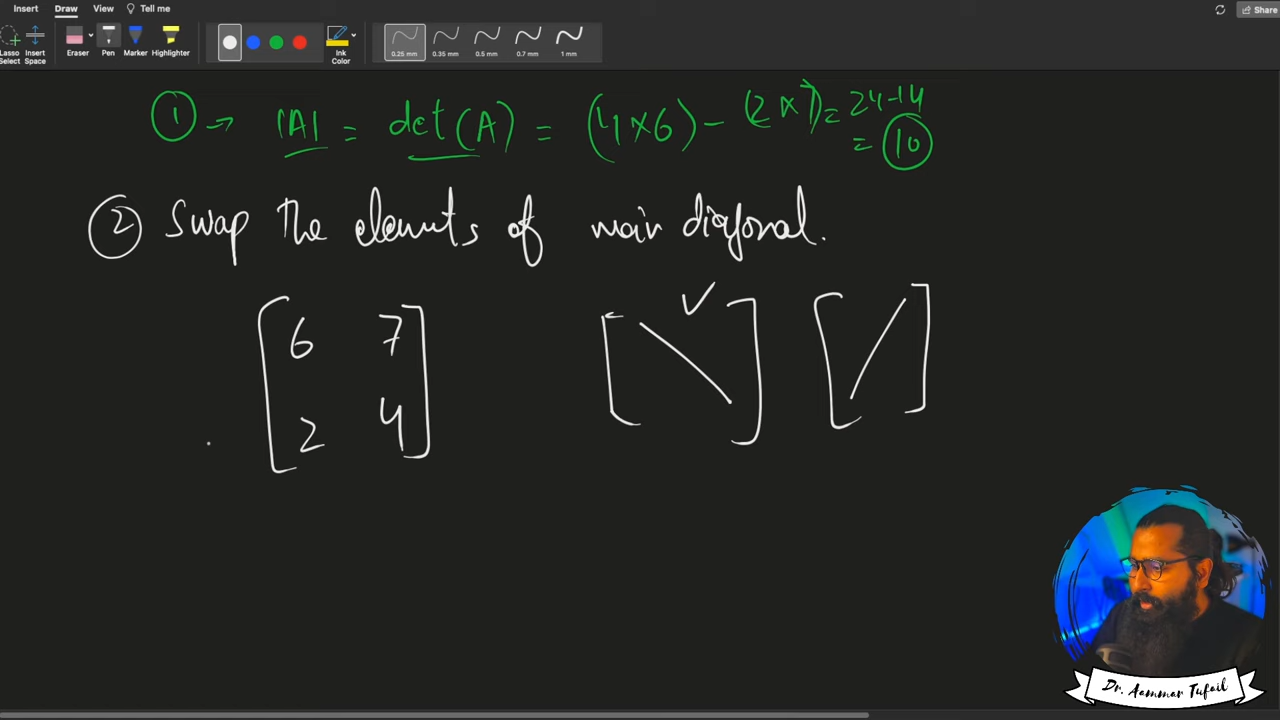 Insert Draw View Tell me
Share
Lasso Select Insert Space Eraser Pen Marker Highlighter Ink Color 0.25 mm 0.35 mm 0.5 mm 0.7 mm 1 mm
① → |A| = det(A) = (4×6) - (2×7) = 24-14
= 10
② Swap the elements of main diagonal.
6 7
2 4
Dr. Aammar Tufail